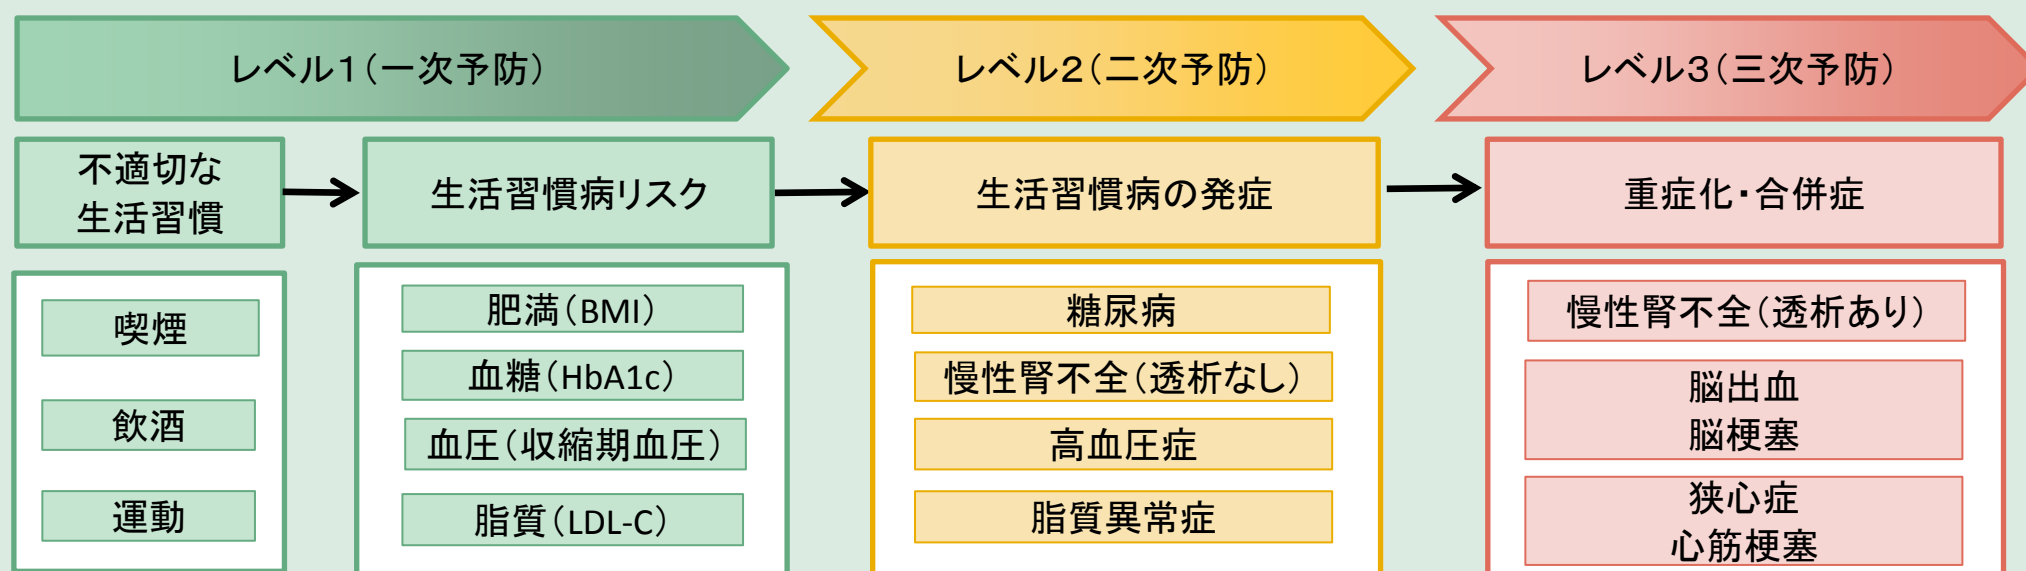 レベル1(一次予防)
レベル2(二次予防)
レベル3(三次予防)
不適切な
生活習慣
生活習慣病リスク
生活習慣病の発症
重症化・合併症
喫煙
飲酒
運動
肥満(BMI)
血糖(HbA1c)
血圧(収縮期血圧)
脂質(LDL-C)
糖尿病
慢性腎不全(透析なし)
高血圧症
脂質異常症
慢性腎不全(透析あり)
脳出血
脳梗塞
狭心症
心筋梗塞